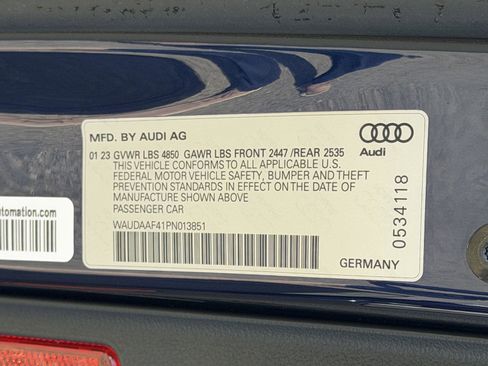 MFD. BY AUDI AG
01 23 GVWR LBS 4850 GAWR LBS FRONT 2447 /REAR 2535
THIS VEHICLE CONFORMS TO ALL APPLICABLE U.S.
FEDERAL MOTOR VEHICLE SAFETY, BUMPER AND THEFT
PREVENTION STANDARDS IN EFFECT ON THE DATE
OF MANUFACTURE SHOWN ABOVE
PASSENGER CAR
WAUDAAF41PN013851
Audi
0534118
GERMANY
utomation.com